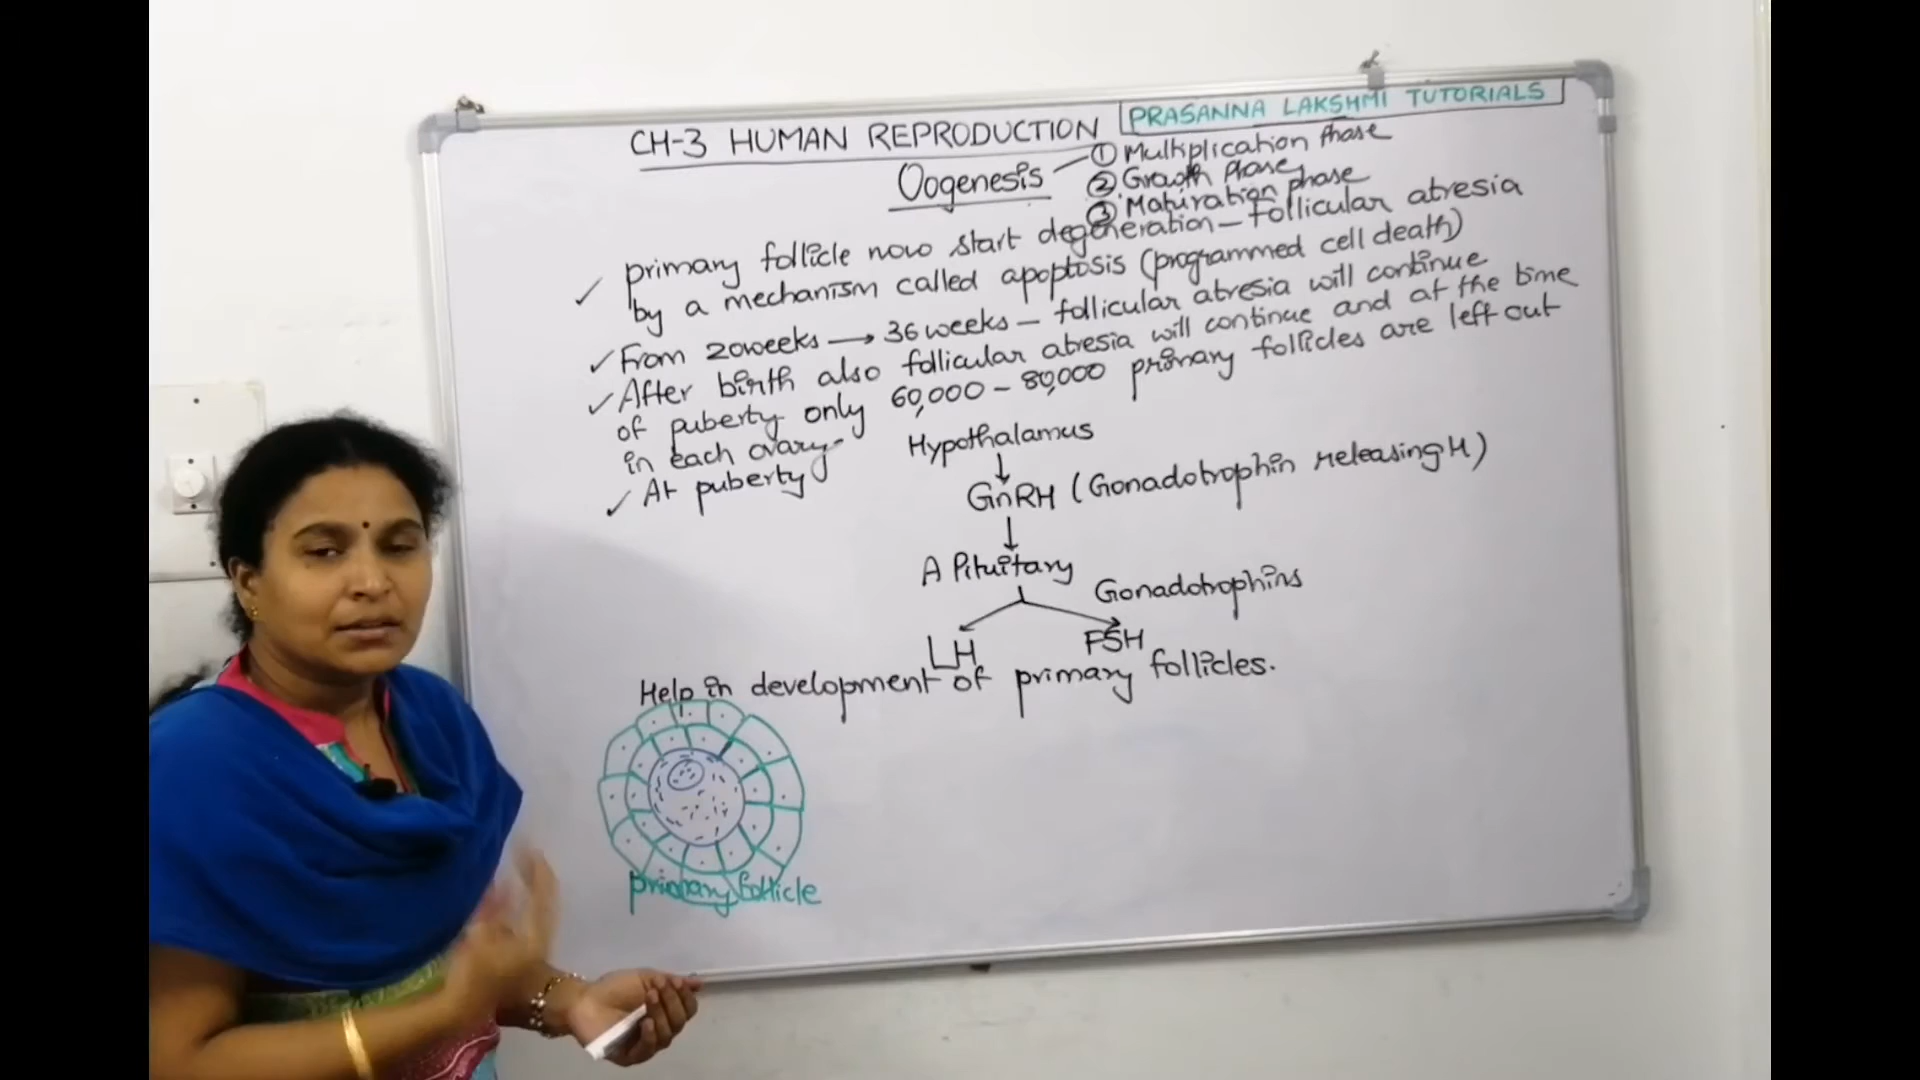 CH-3 HUMAN REPRODUCTION
PRASANNA LAKSHMI TUTORIALS
Oogenesis
① Multiplication Phase
② Growth Phase
③ Maturation phase
✓ primary follicle now start degeneration – follicular atresia
by a mechanism called apoptosis (programmed cell death)
✓ From 20weeks → 36 weeks – follicular atresia will continue
✓ After birth also follicular atresia will continue and at the time
of puberty only 60,000 – 80,000 primary follicles are left out
in each ovary
✓ At puberty
Hypothalamus
↓
GnRH (Gonadotrophin releasing H)
↓
A Pituitary
Gonadotrophins
LH FSH
Help in development of primary follicles.
primary follicle